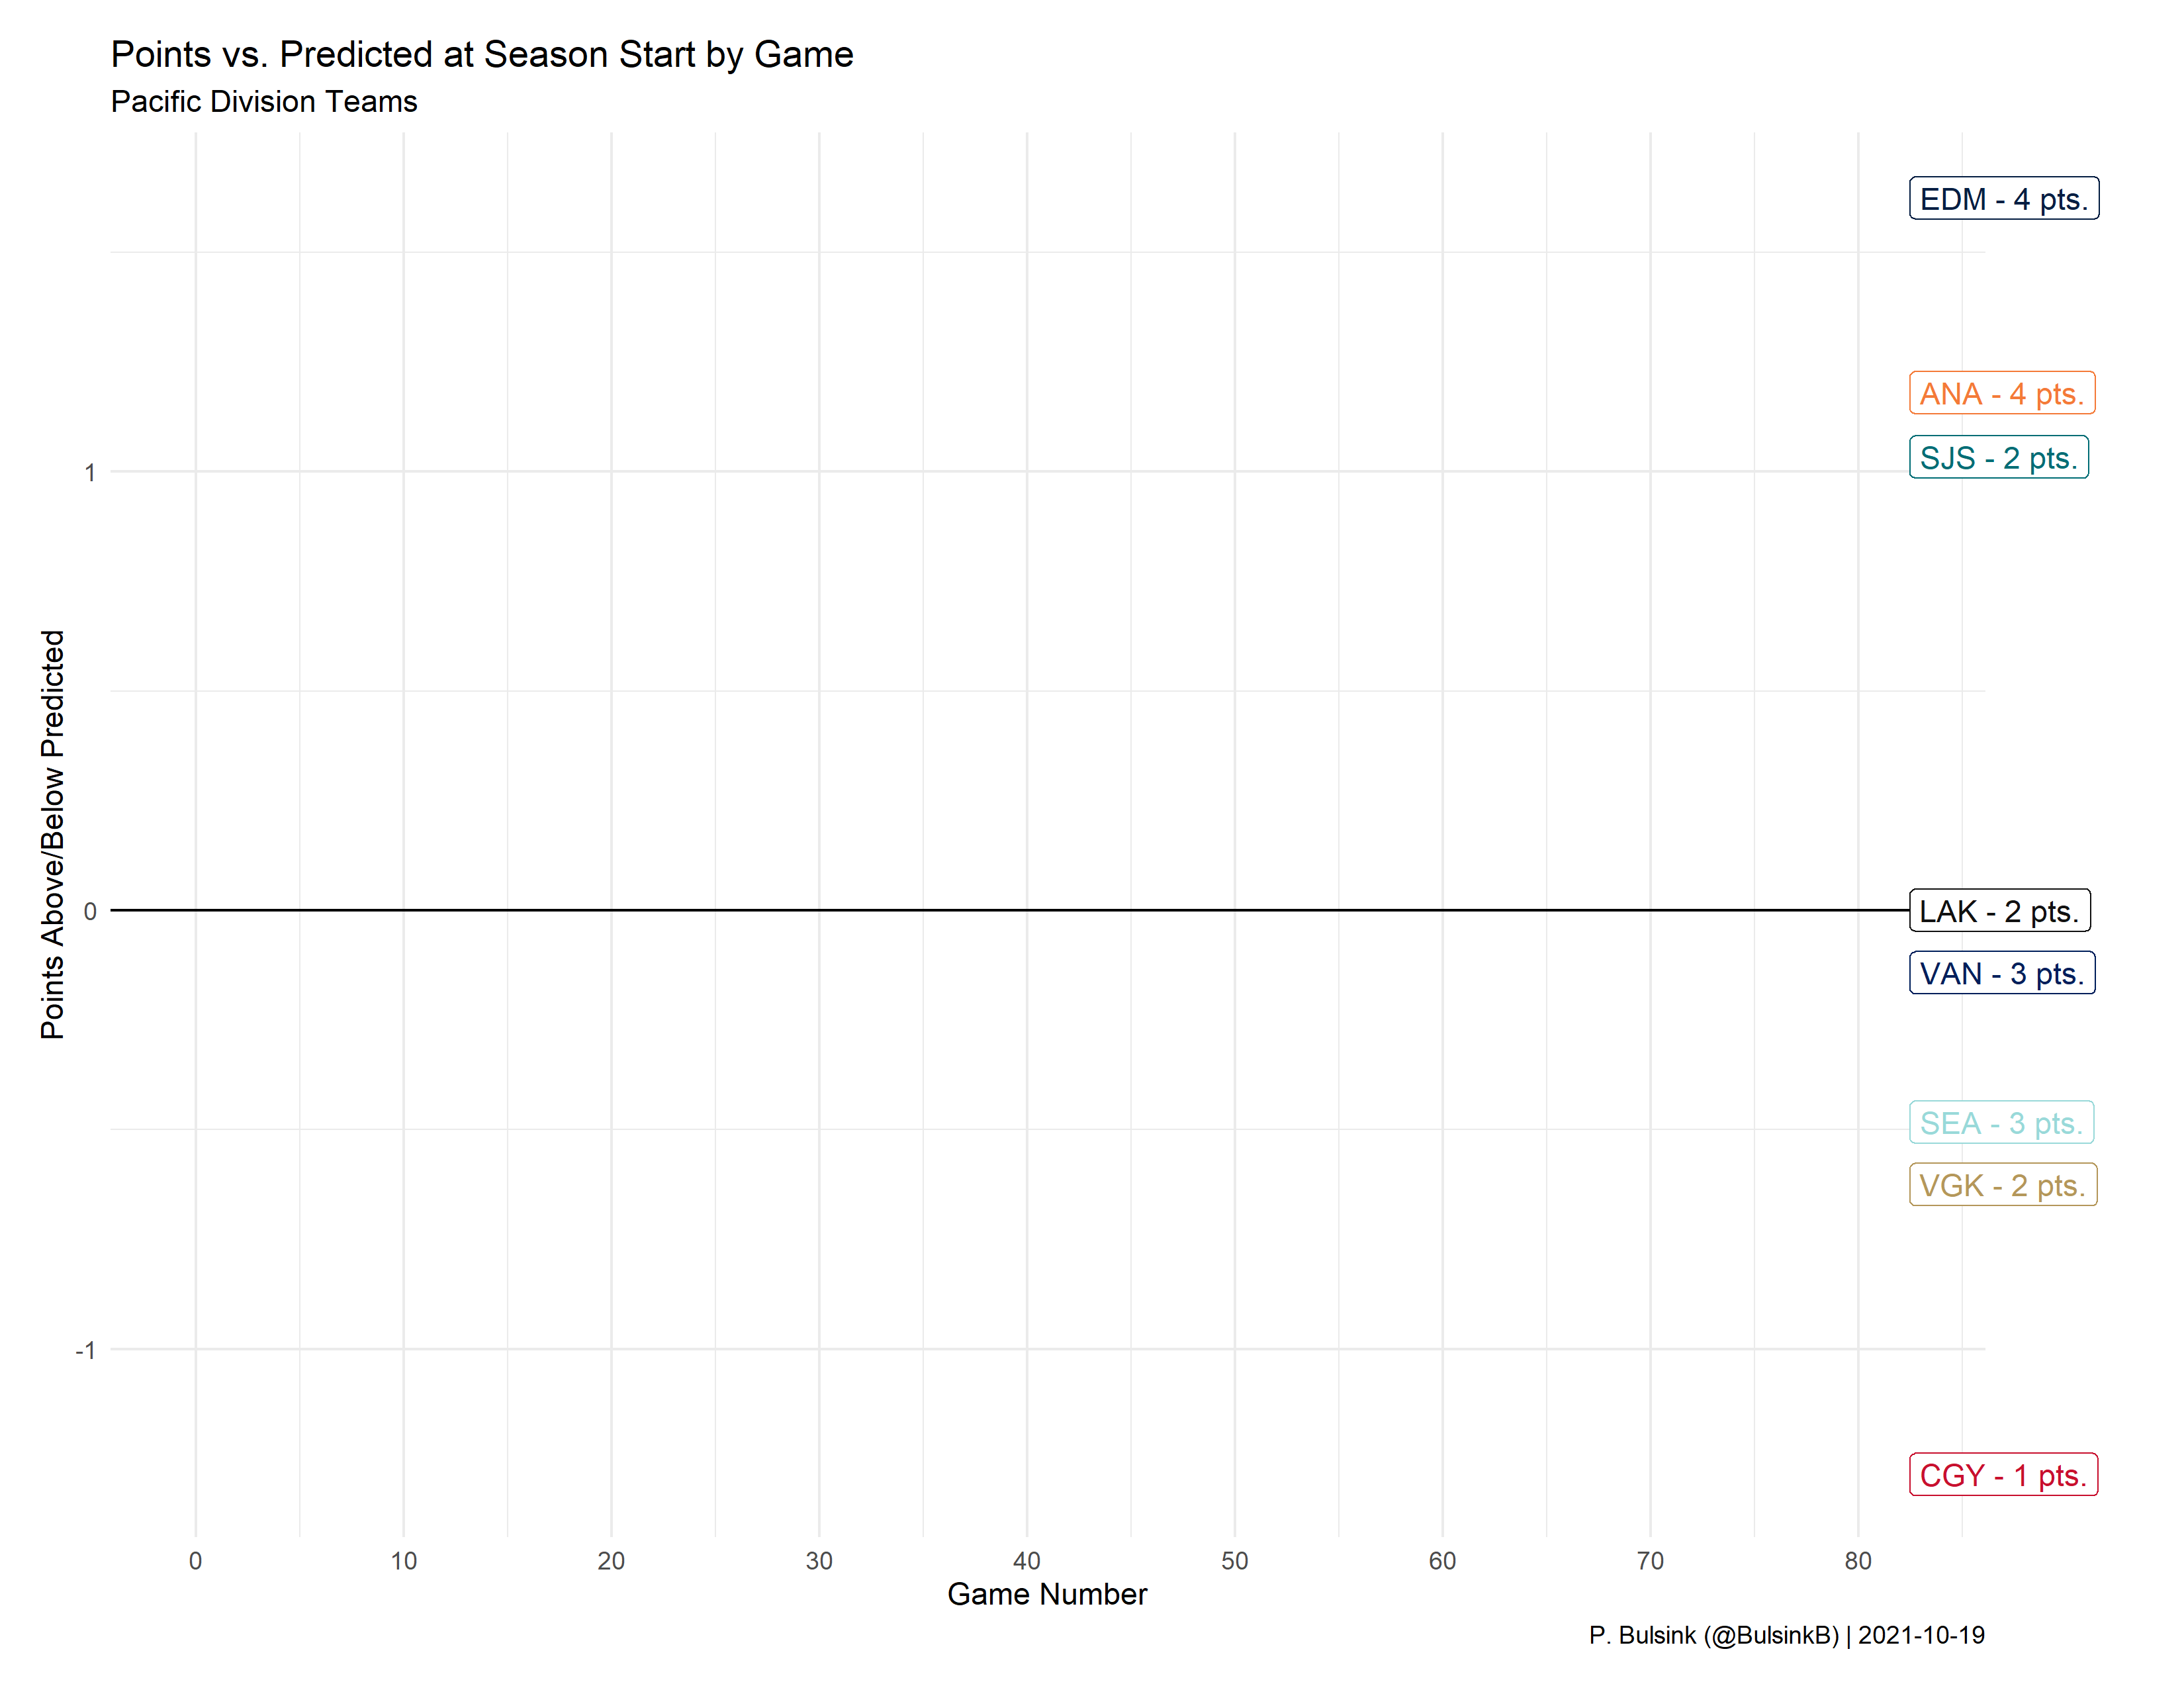 Points vs. Predicted at Season Start by Game
Pacific Division Teams
EDM - 4 pts.
ANA - 4 pts.
SJS - 2 pts.
1
Points Above/Below Predicted
0
LAK - 2 pts.
VAN - 3 pts.
SEA - 3 pts.
VGK - 2 pts.
-1
CGY - 1 pts.
0 10 20 30 40 50 60 70 80
Game Number
P. Bulsink (@BulsinkB) | 2021-10-19